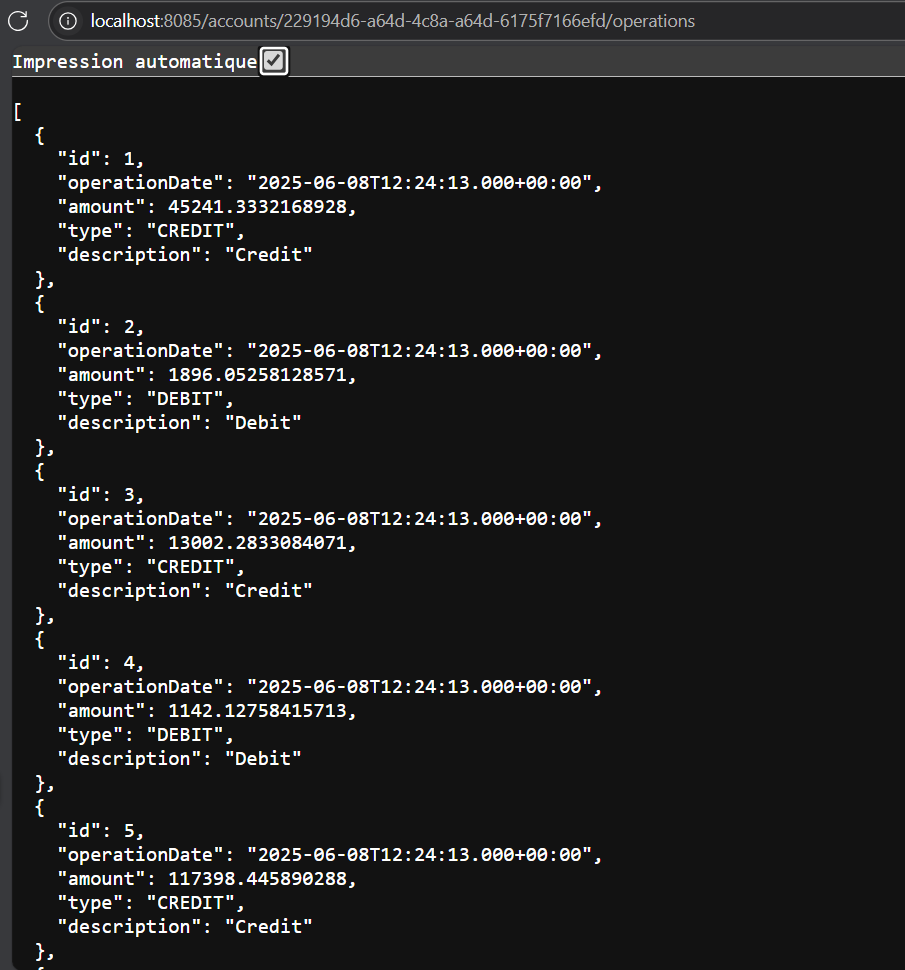 localhost:8085/accounts/229194d6-a64d-4c8a-a64d-6175f7166efd/operations
Impression automatique
[
  {
    "id": 1,
    "operationDate": "2025-06-08T12:24:13.000+00:00",
    "amount": 45241.3332168928,
    "type": "CREDIT",
    "description": "Credit"
  },
  {
    "id": 2,
    "operationDate": "2025-06-08T12:24:13.000+00:00",
    "amount": 1896.05258128571,
    "type": "DEBIT",
    "description": "Debit"
  },
  {
    "id": 3,
    "operationDate": "2025-06-08T12:24:13.000+00:00",
    "amount": 13002.2833084071,
    "type": "CREDIT",
    "description": "Credit"
  },
  {
    "id": 4,
    "operationDate": "2025-06-08T12:24:13.000+00:00",
    "amount": 1142.12758415713,
    "type": "DEBIT",
    "description": "Debit"
  },
  {
    "id": 5,
    "operationDate": "2025-06-08T12:24:13.000+00:00",
    "amount": 117398.445890288,
    "type": "CREDIT",
    "description": "Credit"
  },